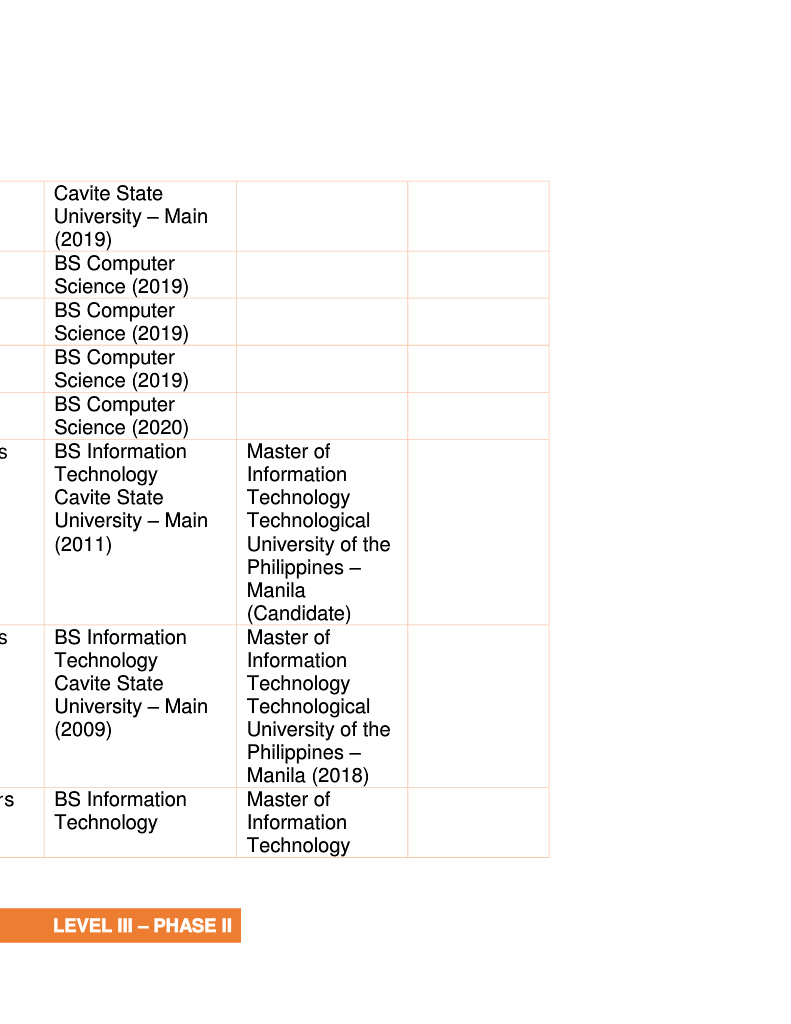 Cavite State
University – Main
(2019)
BS Computer
Science (2019)
BS Computer
Science (2019)
BS Computer
Science (2019)
BS Computer
Science (2020)
s
BS Information
Technology
Cavite State
University – Main
(2011)
Master of
Information
Technology
Technological
University of the
Philippines –
Manila
(Candidate)
s
BS Information
Technology
Cavite State
University – Main
(2009)
Master of
Information
Technology
Technological
University of the
Philippines –
Manila (2018)
rs
BS Information
Technology
Master of
Information
Technology
LEVEL III – PHASE II